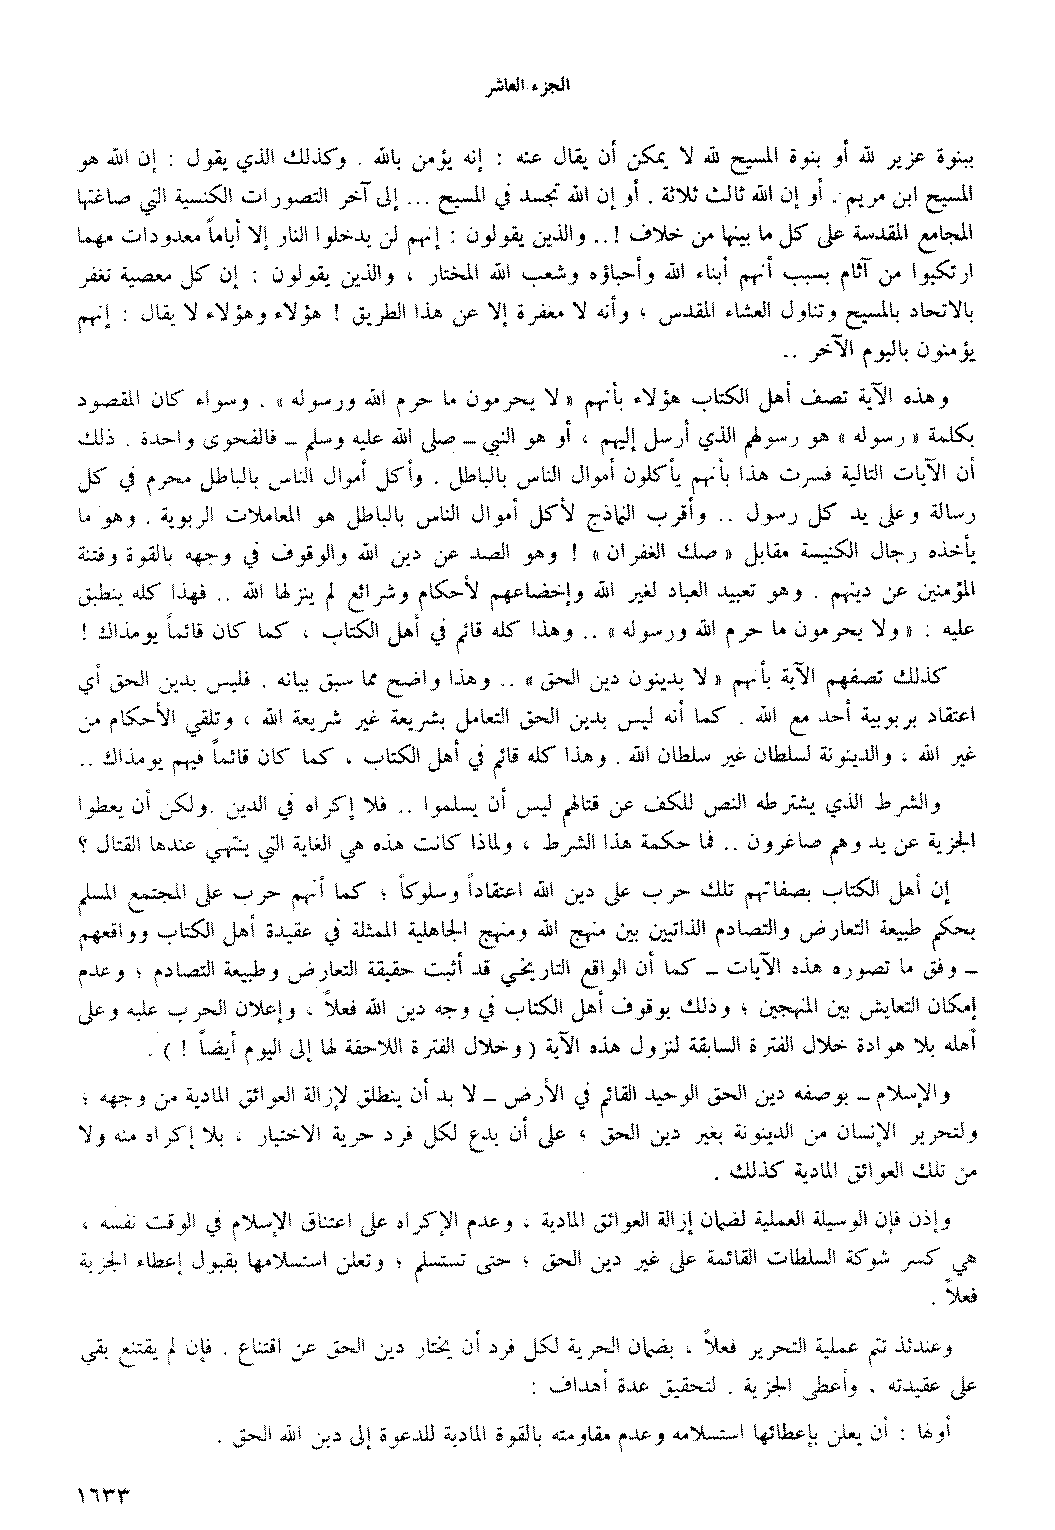 الجزء العاشر
ببنوة عزير لله أو بنوة المسيح لله لا يمكن أن يقال عنه : إنه يؤمن بالله . وكذلك الذي يقول : إن الله هو
المسيح ابن مريم . أو إن الله ثالث ثلاثة . أو إن الله تجسد في المسيح ... إلى آخر التصورات الكنسية التي صاغتها
المجامع المقدسة على كل ما بينها من خلاف !.. والذين يقولون : إنهم لن يدخلوا النار إلا أياماً معدودات مهما
ارتكبوا من آثام بسبب أنهم أبناء الله وأحباؤه وشعب الله المختار ، والذين يقولون : إن كل معصية تغفر
بالاتحاد بالمسيح وتناول العشاء المقدس ، وأنه لا مغفرة إلا عن هذا الطريق ! هؤلاء وهؤلاء لا يقال : إنهم
يؤمنون باليوم الآخر ..
وهذه الآية تصف أهل الكتاب هؤلاء بأنهم « لا يحرمون ما حرم الله ورسوله » . وسواء كان المقصود
بكلمة « رسوله » هو رسولهم الذي أرسل إليهم ، أو هو النبي – صلى الله عليه وسلم – فالفحوى واحدة . ذلك
أن الآيات التالية فسرت هذا بأنهم يأكلون أموال الناس بالباطل . وأكل أموال الناس بالباطل محرم في كل
رسالة وعلى يد كل رسول .. وأقرب النماذج لأكل أموال الناس بالباطل هو المعاملات الربوية . وهو ما
يأخذه رجال الكنيسة مقابل « صك الغفران » ! وهو الصد عن دين الله والوقوف في وجهه بالقوة وفتنة
المؤمنين عن دينهم . وهو تعبيد العباد لغير الله وإخضاعهم لأحكام وشرائع لم ينزلها الله .. فهذا كله ينطبق
عليه : « ولا يحرمون ما حرم الله ورسوله » .. وهذا كله قائم في أهل الكتاب ، كما كان قائماً يومذاك !
كذلك تصفهم الآية بأنهم « لا يدينون دين الحق » .. وهذا واضح مما سبق بيانه . فليس بدين الحق أي
اعتقاد بربوبية أحد مع الله . كما أنه ليس بدين الحق التعامل بشريعة غير شريعة الله ، وتلقي الأحكام من
غير الله ، والدينونة لسلطان غير سلطان الله . وهذا كله قائم في أهل الكتاب ، كما كان قائماً فيهم يومذاك ..
والشرط الذي يشترطه النص للكف عن قتالهم ليس أن يسلموا .. فلا إكراه في الدين .ولكن أن يعطوا
الجزية عن يد وهم صاغرون .. فما حكمة هذا الشرط ، ولماذا كانت هذه هي الغاية التي ينتهي عندها القتال ؟
إن أهل الكتاب بصفاتهم تلك حرب على دين الله اعتقاداً وسلوكاً ؛ كما أنهم حرب على المجتمع المسلم
بحكم طبيعة التعارض والتصادم الذاتيين بين منهج الله ومنهج الجاهلية الممثلة في عقيدة أهل الكتاب وواقعهم
– وفق ما تصوره هذه الآيات – كما أن الواقع التاريخي قد أثبت حقيقة التعارض وطبيعة التصادم ؛ وعدم
إمكان التعايش بين المنهجين ؛ وذلك بوقوف أهل الكتاب في وجه دين الله فعلاً ، وإعلان الحرب عليه وعلى
أهله بلا هوادة خلال الفترة السابقة لنزول هذه الآية ( وخلال الفترة اللاحقة لها إلى اليوم أيضاً ! ) .
والإسلام – بوصفه دين الحق الوحيد القائم في الأرض – لا بد أن ينطلق لإزالة العوائق المادية من وجهه ؛
ولتحرير الإنسان من الدينونة بغير دين الحق ؛ على أن يدع لكل فرد حرية الاختيار ، بلا إكراه منه ولا
من تلك العوائق المادية كذلك .
وإذن فإن الوسيلة العملية لضمان إزالة العوائق المادية ، وعدم الإكراه على اعتناق الإسلام في الوقت نفسه ،
هي كسر شوكة السلطات القائمة على غير دين الحق ؛ حتى تستسلم ؛ وتعلن استسلامها بقبول إعطاء الجزية
فعلاً .
وعندئذ تتم عملية التحرير فعلاً ، بضمان الحرية لكل فرد أن يختار دين الحق عن اقتناع . فإن لم يقتنع بقي
على عقيدته ، وأعطى الجزية . لتحقيق عدة أهداف :
أولها : أن يعلن بإعطائها استسلامه وعدم مقاومته بالقوة المادية للدعوة إلى دين الله الحق .
١٦٣٣